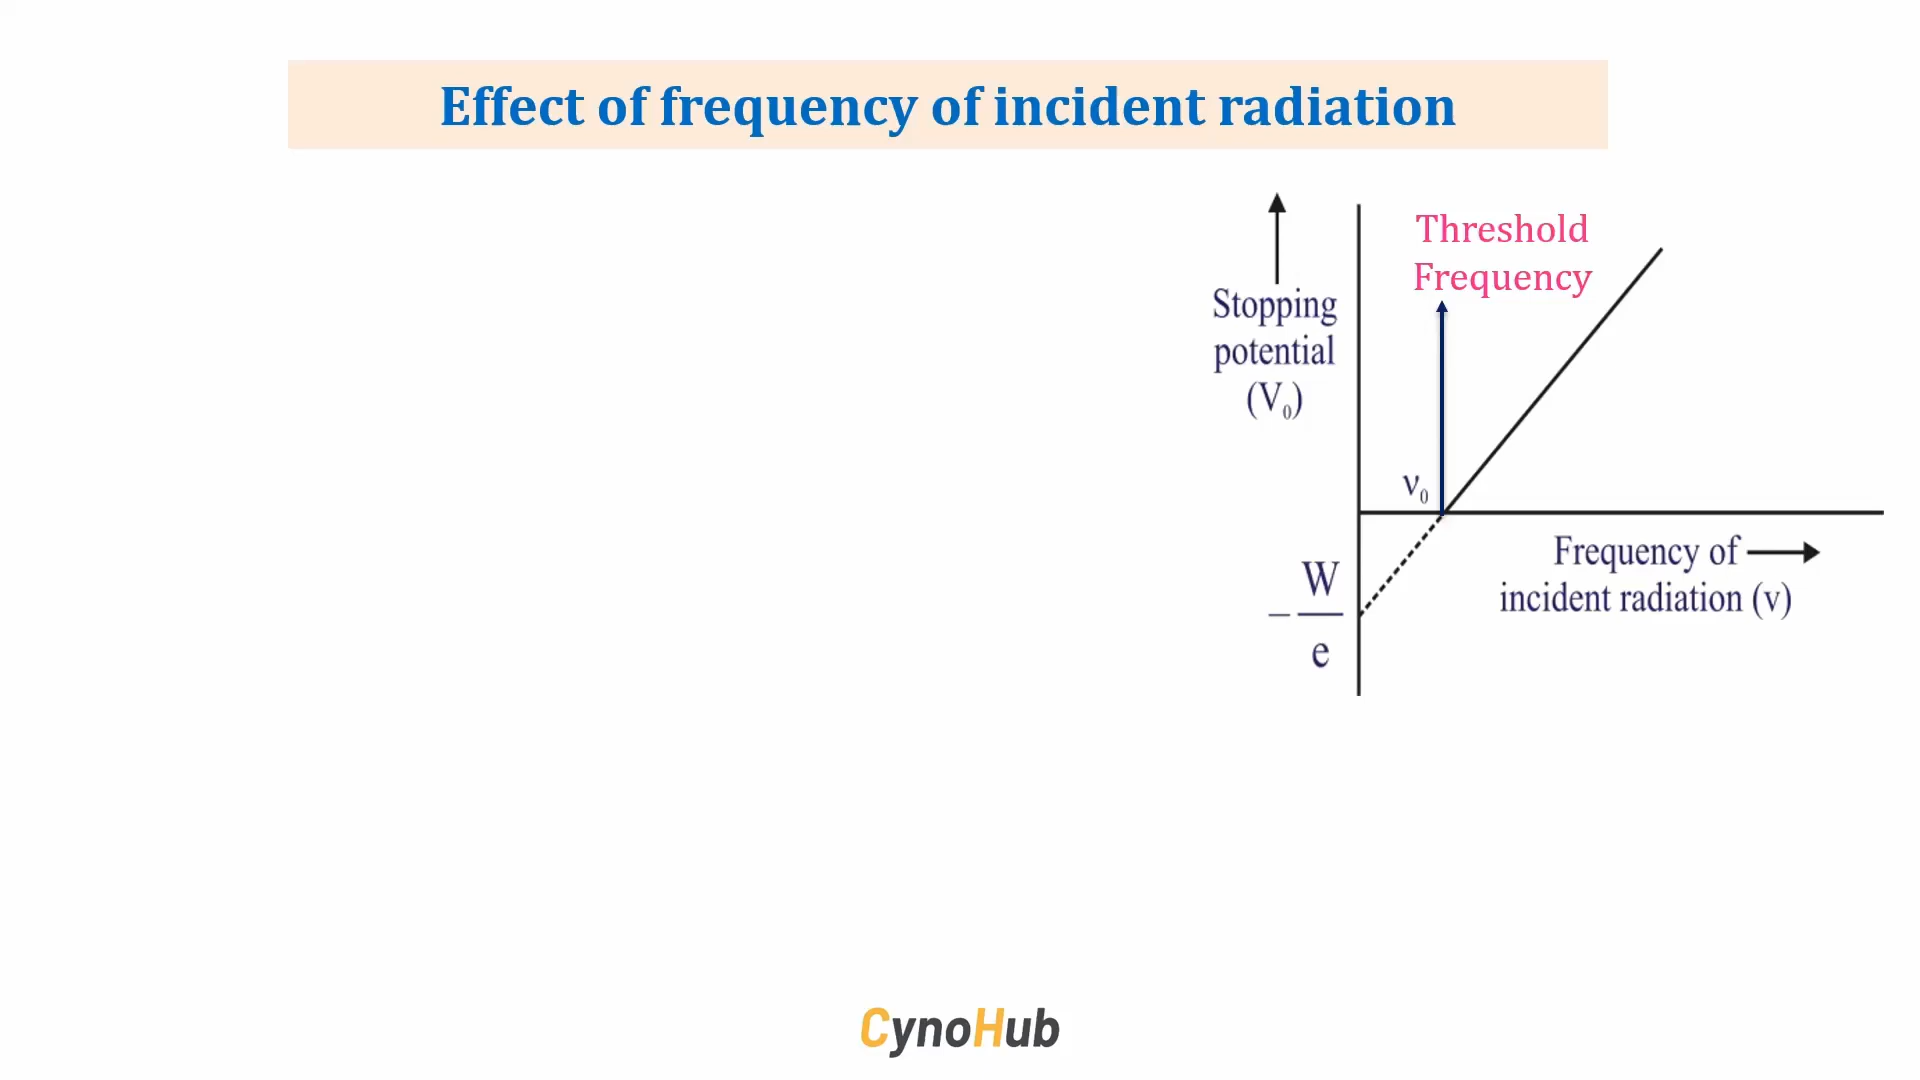 Effect of frequency of incident radiation
Threshold
Frequency
Stopping
potential
(V₀)
ν₀
Frequency of
incident radiation (v)
− W
e
CynoHub